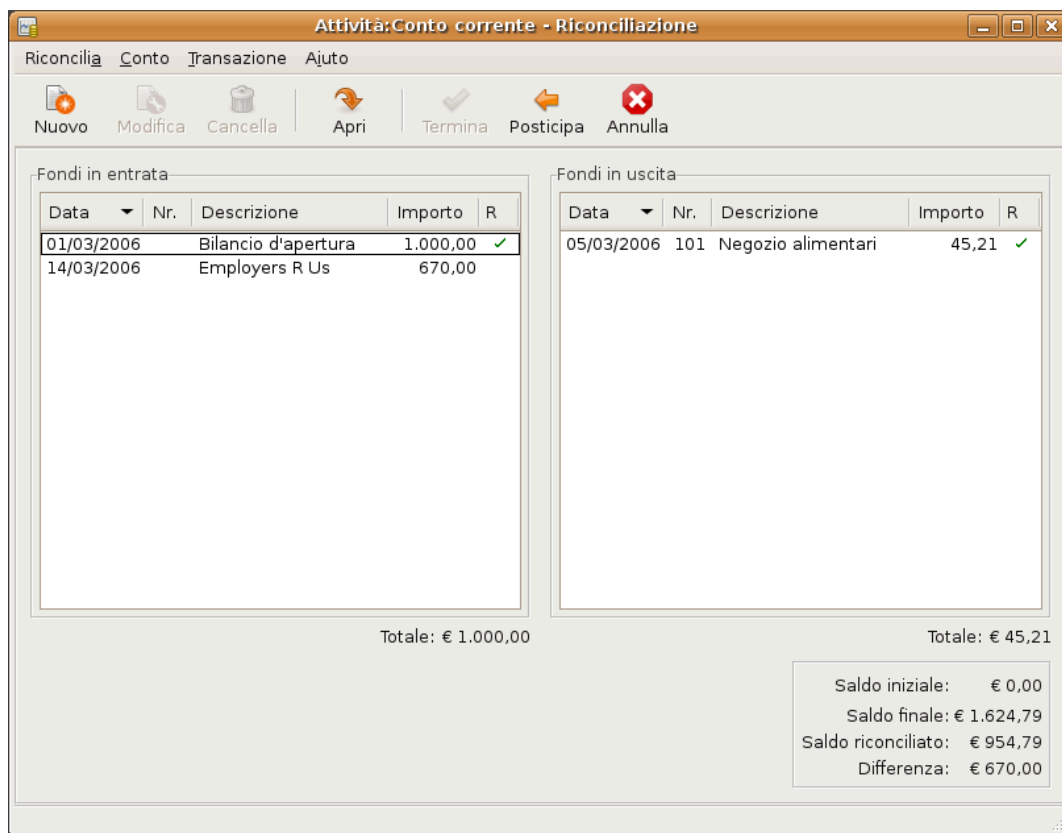 Attività:Conto corrente - Riconciliazione
Riconcilia Conto Transazione Aiuto
Nuovo Modifica Cancella Apri Termina Posticipa Annulla
Fondi in entrata
Data Nr. Descrizione Importo R
01/03/2006 Bilancio d'apertura 1.000,00
14/03/2006 Employers R Us 670,00
Totale: € 1.000,00
Fondi in uscita
Data Nr. Descrizione Importo R
05/03/2006 101 Negozio alimentari 45,21
Totale: € 45,21
Saldo iniziale: € 0,00
Saldo finale: € 1.624,79
Saldo riconciliato: € 954,79
Differenza: € 670,00